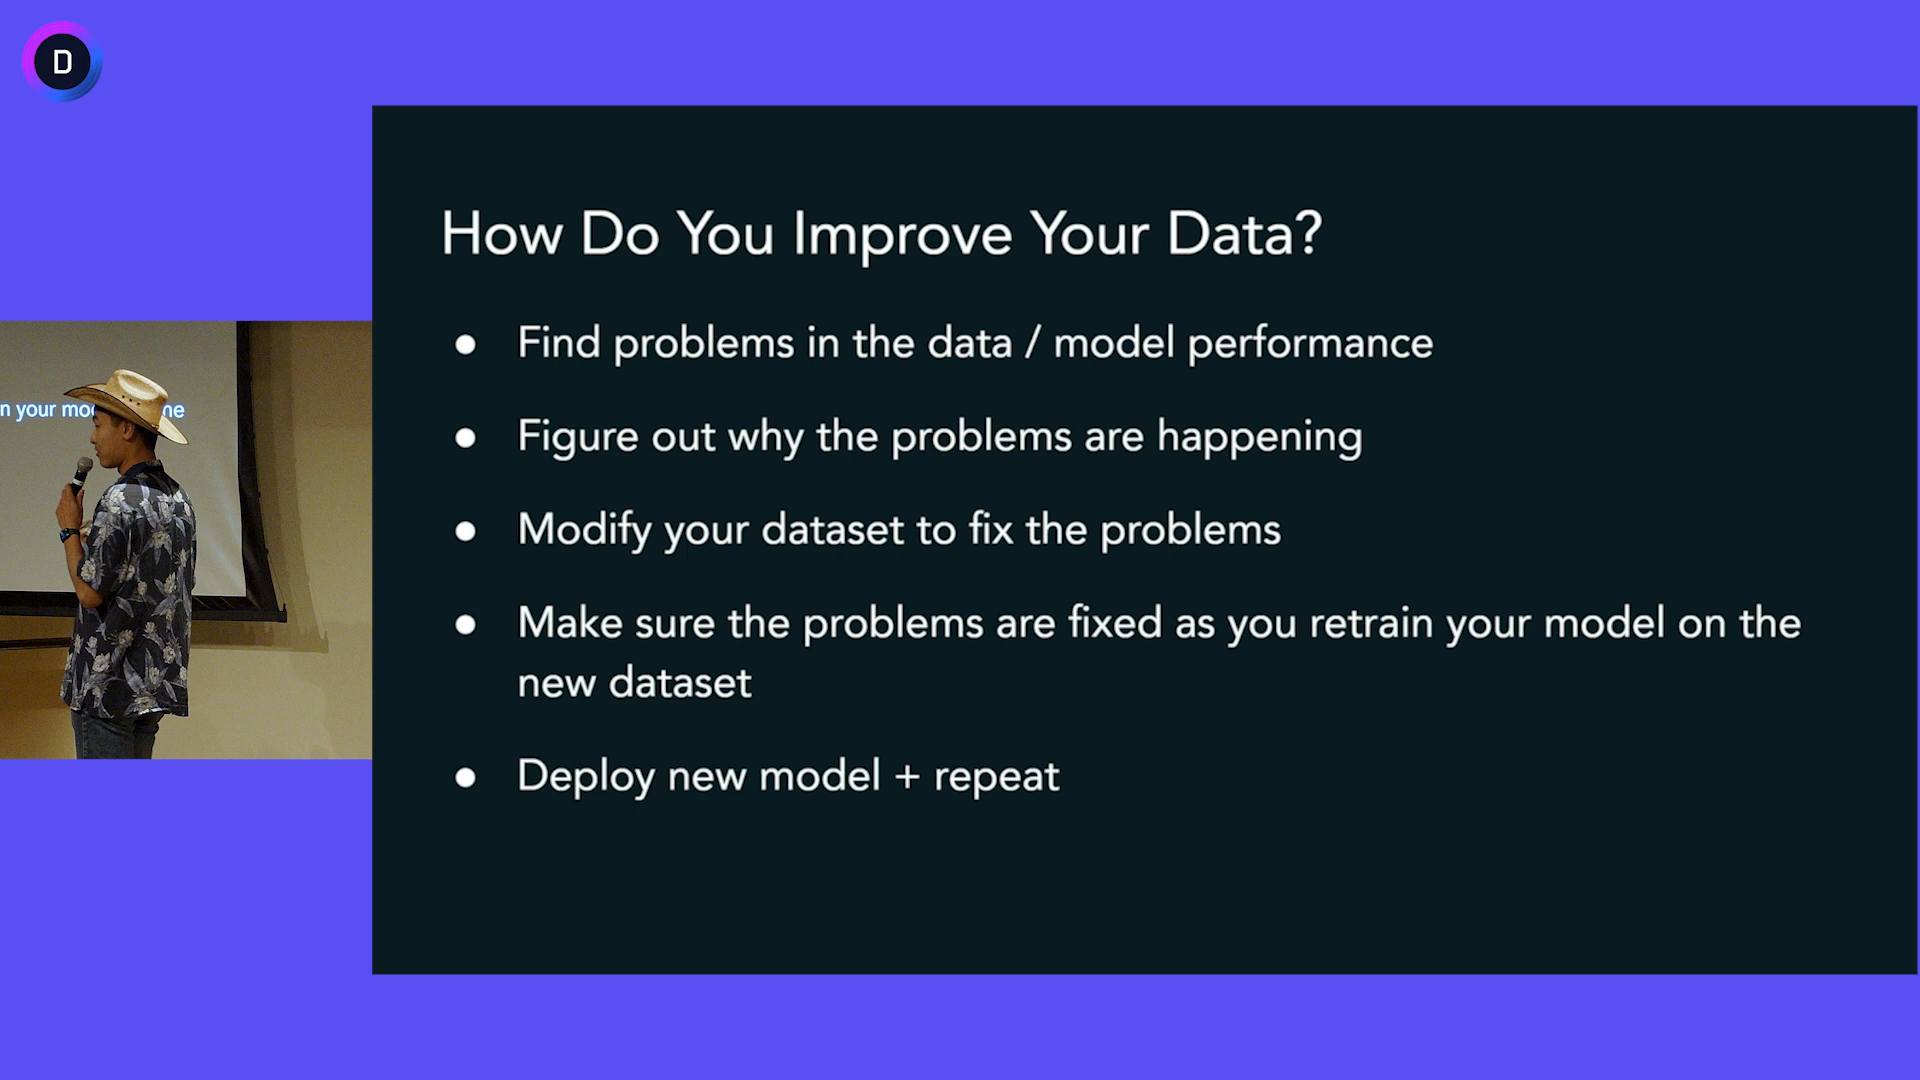 D
How Do You Improve Your Data?
● Find problems in the data / model performance
● Figure out why the problems are happening
● Modify your dataset to fix the problems
● Make sure the problems are fixed as you retrain your model on the
new dataset
● Deploy new model + repeat
n your